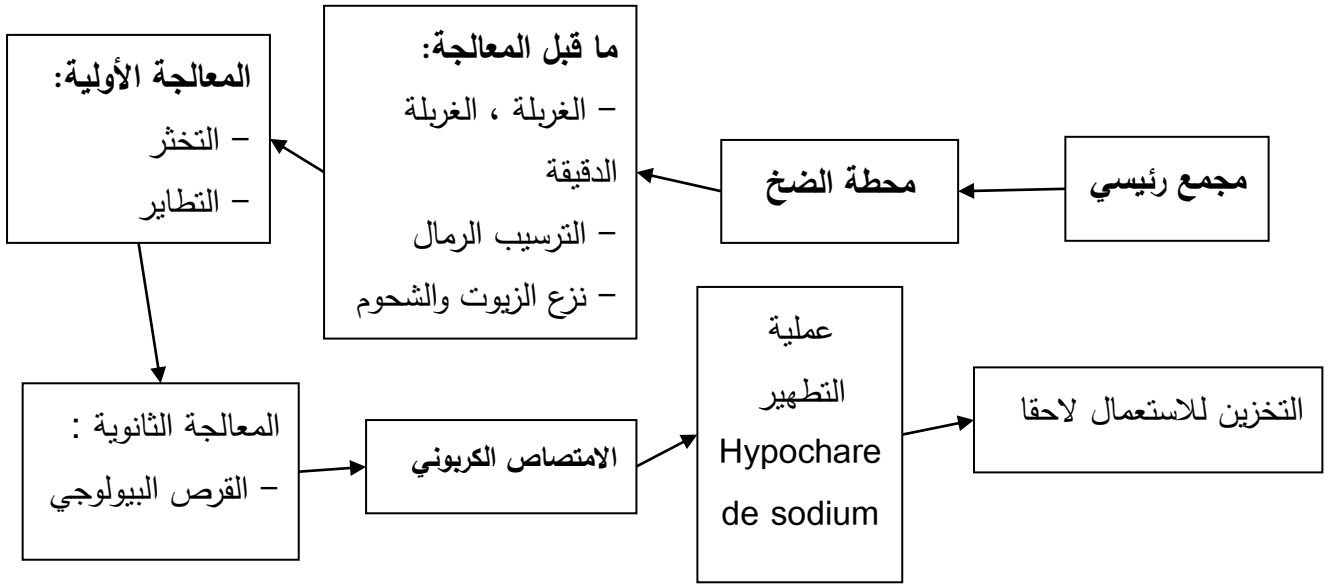 مجمع رئيسي
محطة الضخ
ما قبل المعالجة:
- الغربلة ، الغربلة
الدقيقة
- الترسيب الرمال
- نزع الزيوت والشحوم
المعالجة الأولية:
- التخثر
- التطاير
المعالجة الثانوية :
- القرص البيولوجي
الامتصاص الكربوني
عملية
التطهير
Hypochare
de sodium
التخزين للاستعمال لاحقا